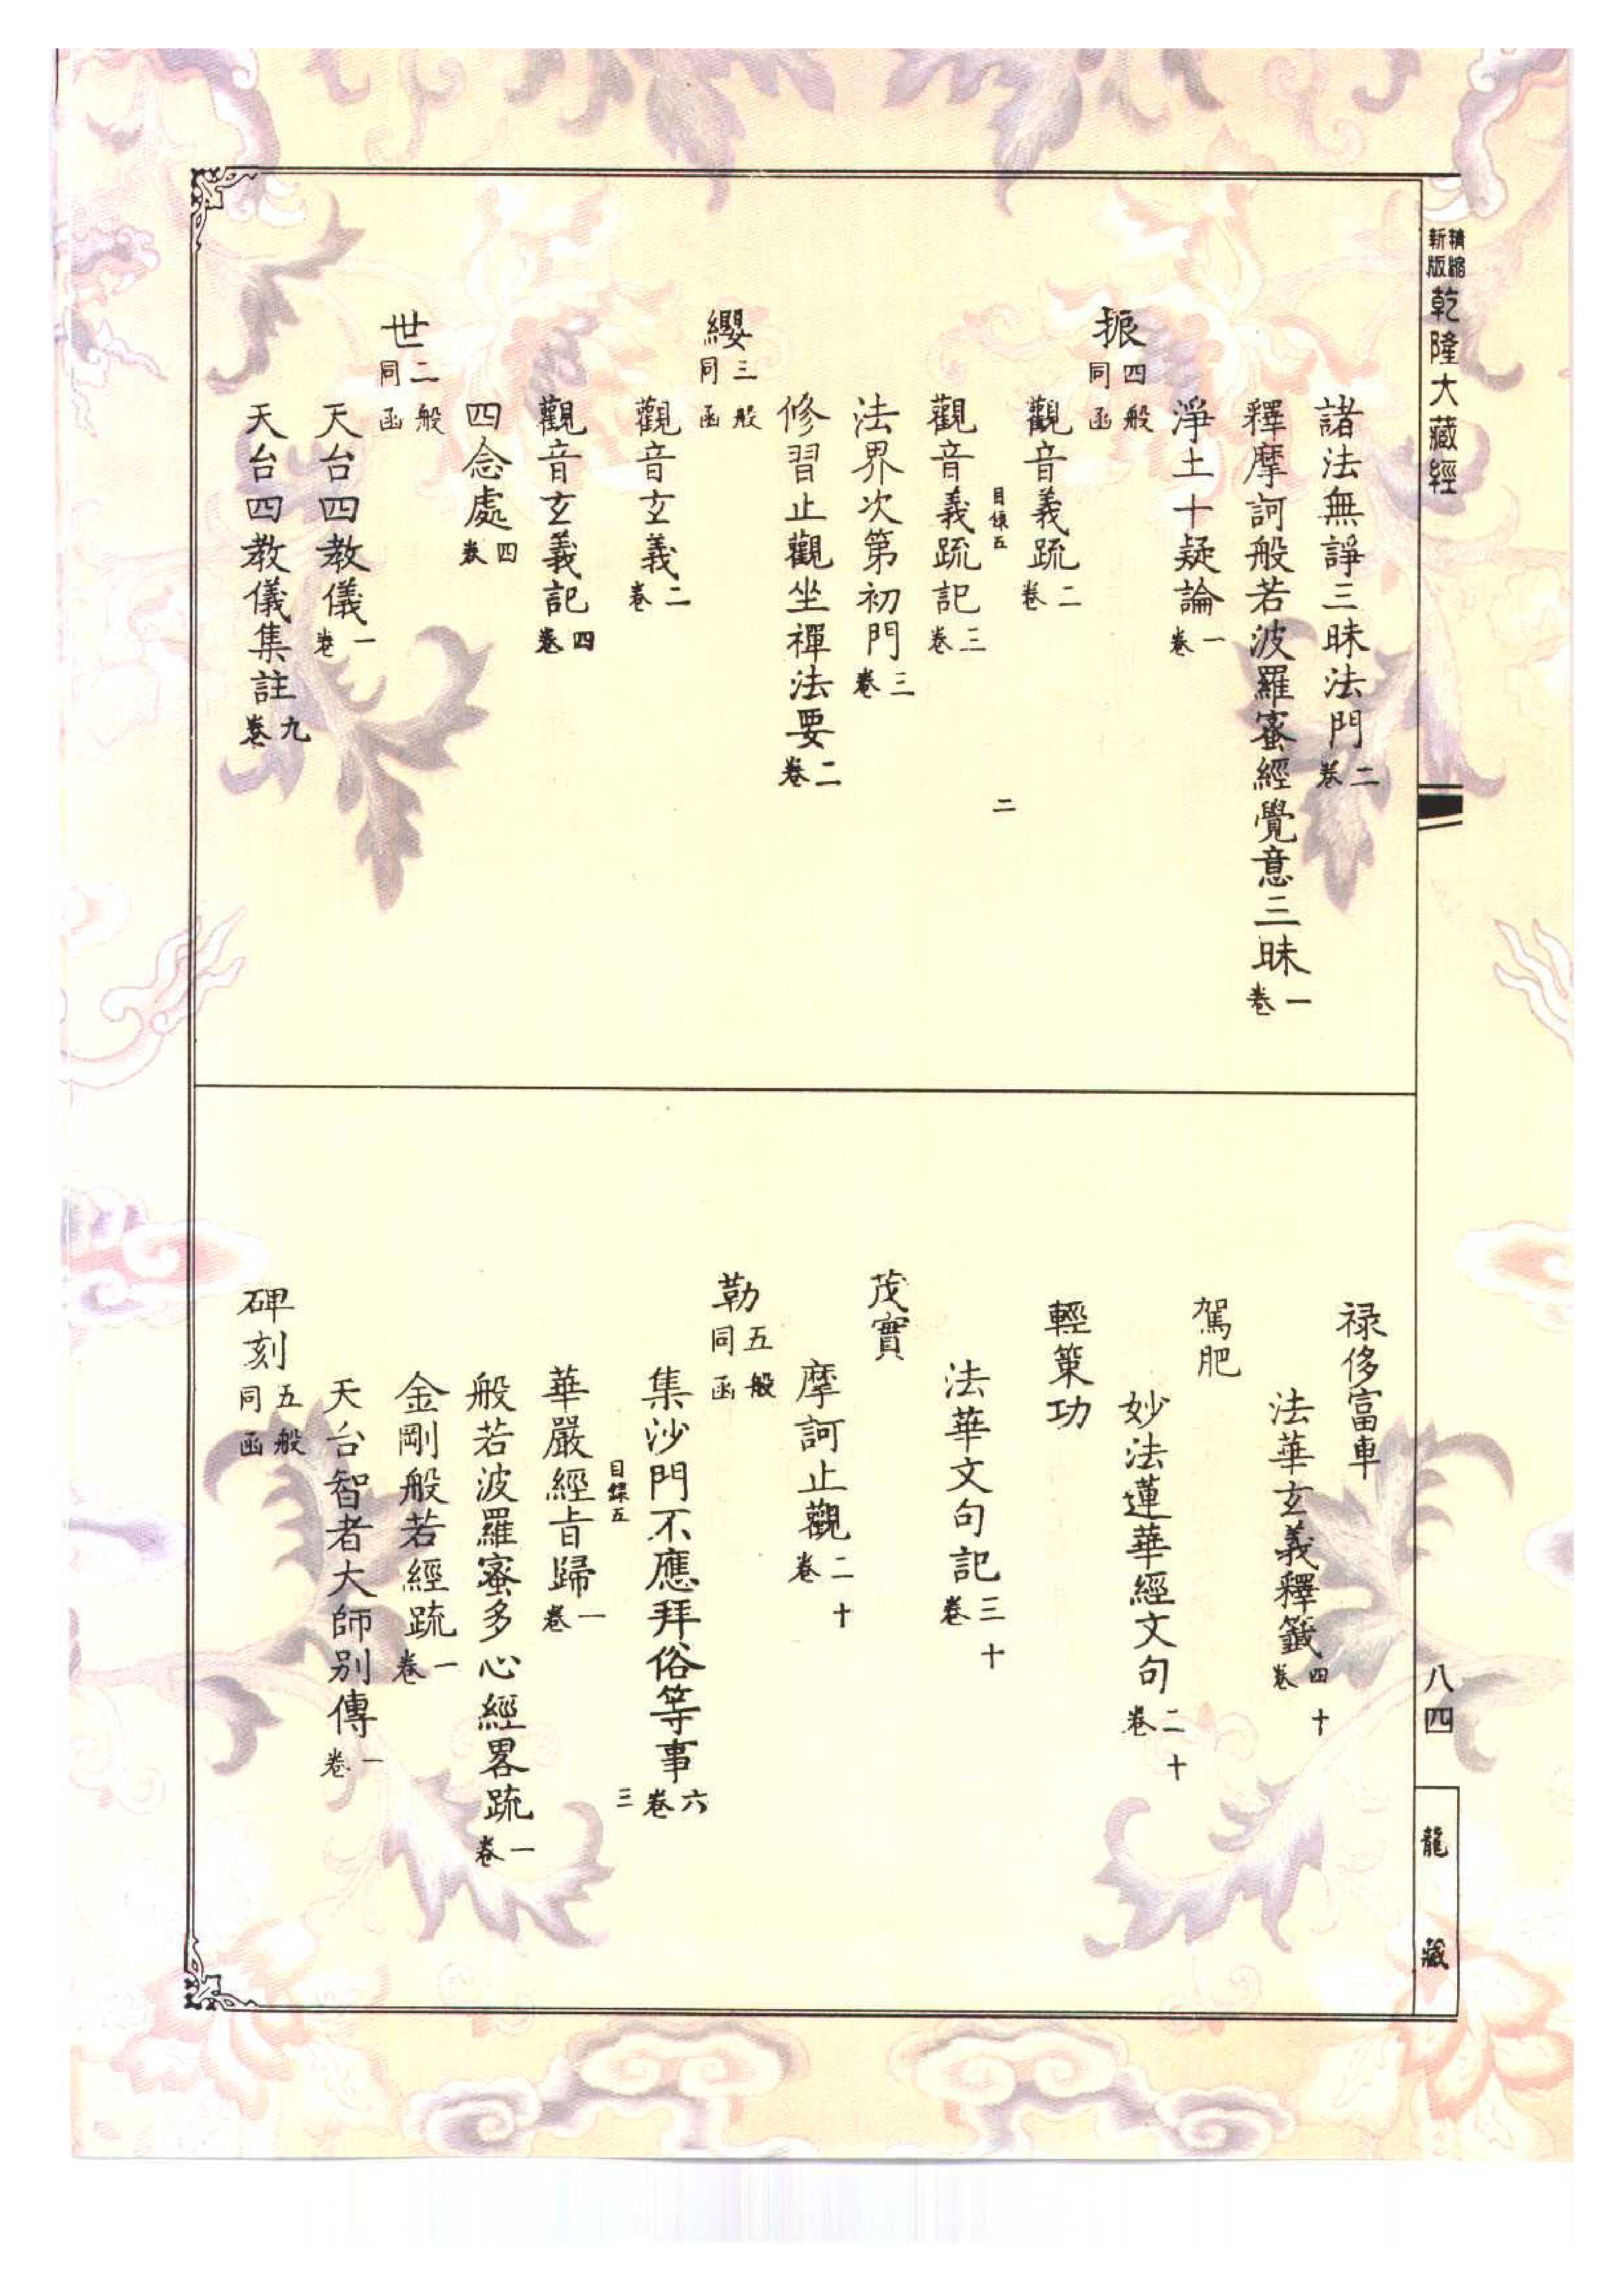 精縮新版乾隆大藏經
諸法無諍三昧法門二卷
釋摩訶般若波羅蜜經覺意三昧一卷
淨土十疑論一卷
振四般同函
觀音義疏二卷
目錄五 二
觀音義疏記三卷
法界次第初門三卷
修習止觀坐禪法要二卷
纓三般同函
觀音玄義二卷
觀音玄義記四卷
四念處四卷
世二般同函
天台四教儀一卷
天台四教儀集註九卷
祿侈富車
法華玄義釋籤四十卷
駕肥
妙法蓮華經文句二十卷
輕策功
法華文句記三十卷
茂實
摩訶止觀二十卷
勒五般同函
集沙門不應拜俗等事六卷
目錄五 三
華嚴經旨歸一卷
般若波羅蜜多心經畧疏一卷
金剛般若經疏一卷
天台智者大師別傳一卷
碑刻五般同函
八四
龍藏